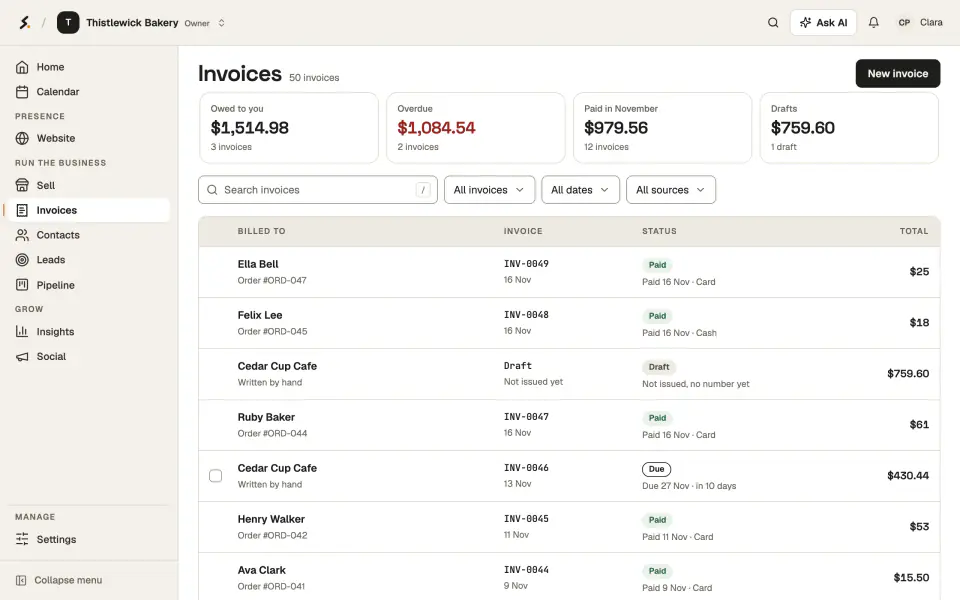 / T Thistlewick Bakery Owner
Ask AI CP Clara
Home
Calendar
PRESENCE
Website
RUN THE BUSINESS
Sell
Invoices
Contacts
Leads
Pipeline
GROW
Insights
Social
MANAGE
Settings
Collapse menu
Invoices 50 invoices
New invoice
Owed to you
$1,514.98
3 invoices
Overdue
$1,084.54
2 invoices
Paid in November
$979.56
12 invoices
Drafts
$759.60
1 draft
Search invoices /
All invoices
All dates
All sources
BILLED TO INVOICE STATUS TOTAL
Ella Bell INV-0049 Paid $25
Order #ORD-047 16 Nov Paid 16 Nov · Card
Felix Lee INV-0048 Paid $18
Order #ORD-045 16 Nov Paid 16 Nov · Cash
Cedar Cup Cafe Draft Draft $759.60
Written by hand Not issued yet Not issued, no number yet
Ruby Baker INV-0047 Paid $61
Order #ORD-044 16 Nov Paid 16 Nov · Card
Cedar Cup Cafe INV-0046 Due $430.44
Written by hand 13 Nov Due 27 Nov · in 10 days
Henry Walker INV-0045 Paid $53
Order #ORD-042 11 Nov Paid 11 Nov · Card
Ava Clark INV-0044 Paid $15.50
Order #ORD-041 9 Nov Paid 9 Nov · Card